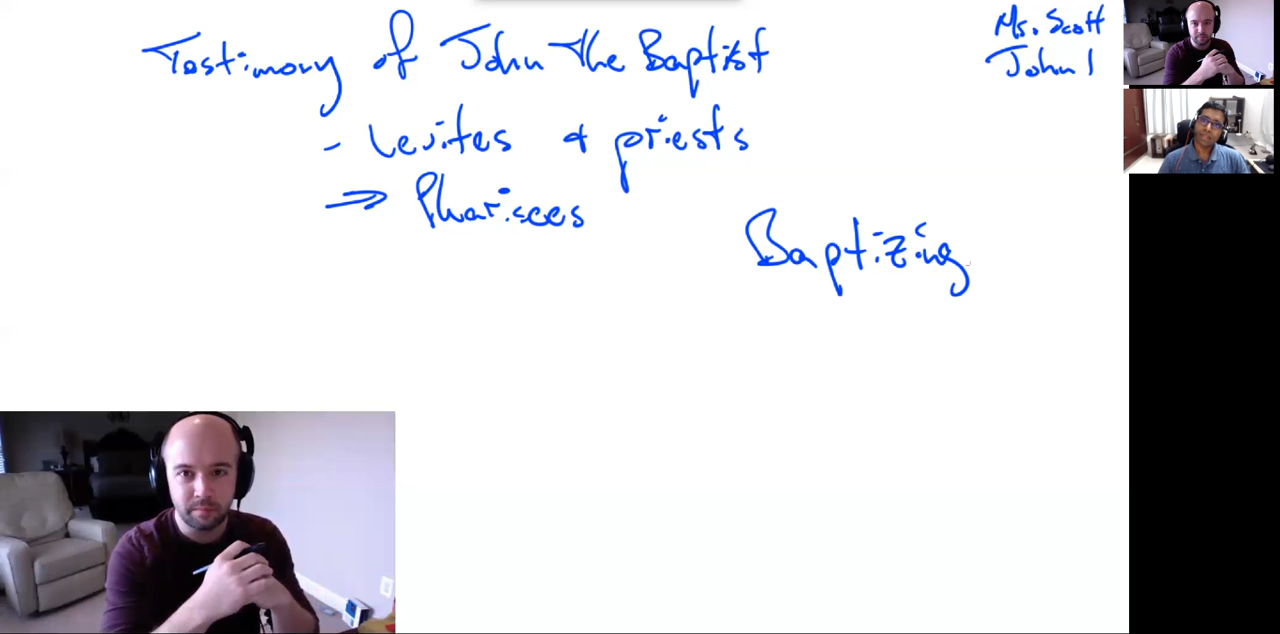 Testimony of John The Baptist
- Levites & priests
⇒ Pharisees
Baptizing
Ms. Scott
John 1